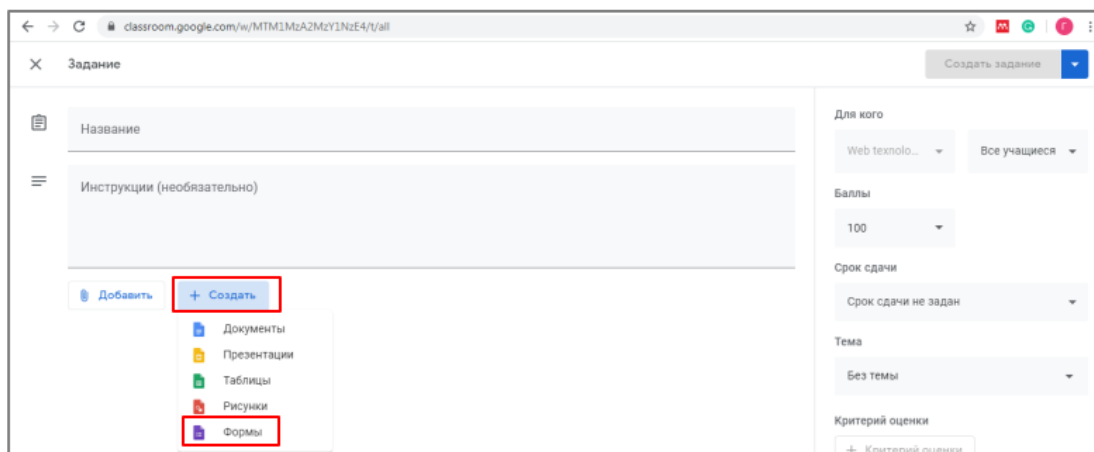 classroom.google.com/w/MTM1MzA2MzY1NzE4/t/all
Задание
Создать задание
Название
Инструкции (необязательно)
Добавить
+ Создать
Документы
Презентации
Таблицы
Рисунки
Формы
Для кого
Web texnolo...
Все учащиеся
Баллы
100
Срок сдачи
Срок сдачи не задан
Тема
Без темы
Критерий оценки
+ Критерий оценки